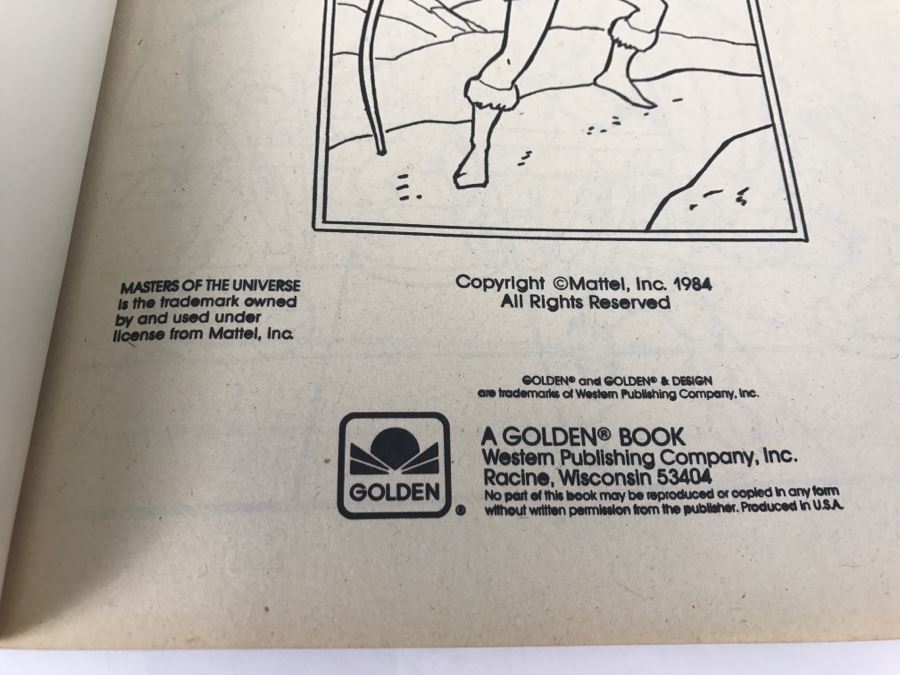 MASTERS OF THE UNIVERSE
is the trademark owned
by and used under
license from Mattel, Inc.
Copyright ©Mattel, Inc. 1984
All Rights Reserved
GOLDEN® and GOLDEN® & DESIGN
are trademarks of Western Publishing Company, Inc.
GOLDEN
®
A GOLDEN® BOOK
Western Publishing Company, Inc.
Racine, Wisconsin 53404
No part of this book may be reproduced or copied in any form
without written permission from the publisher. Produced in U.S.A.